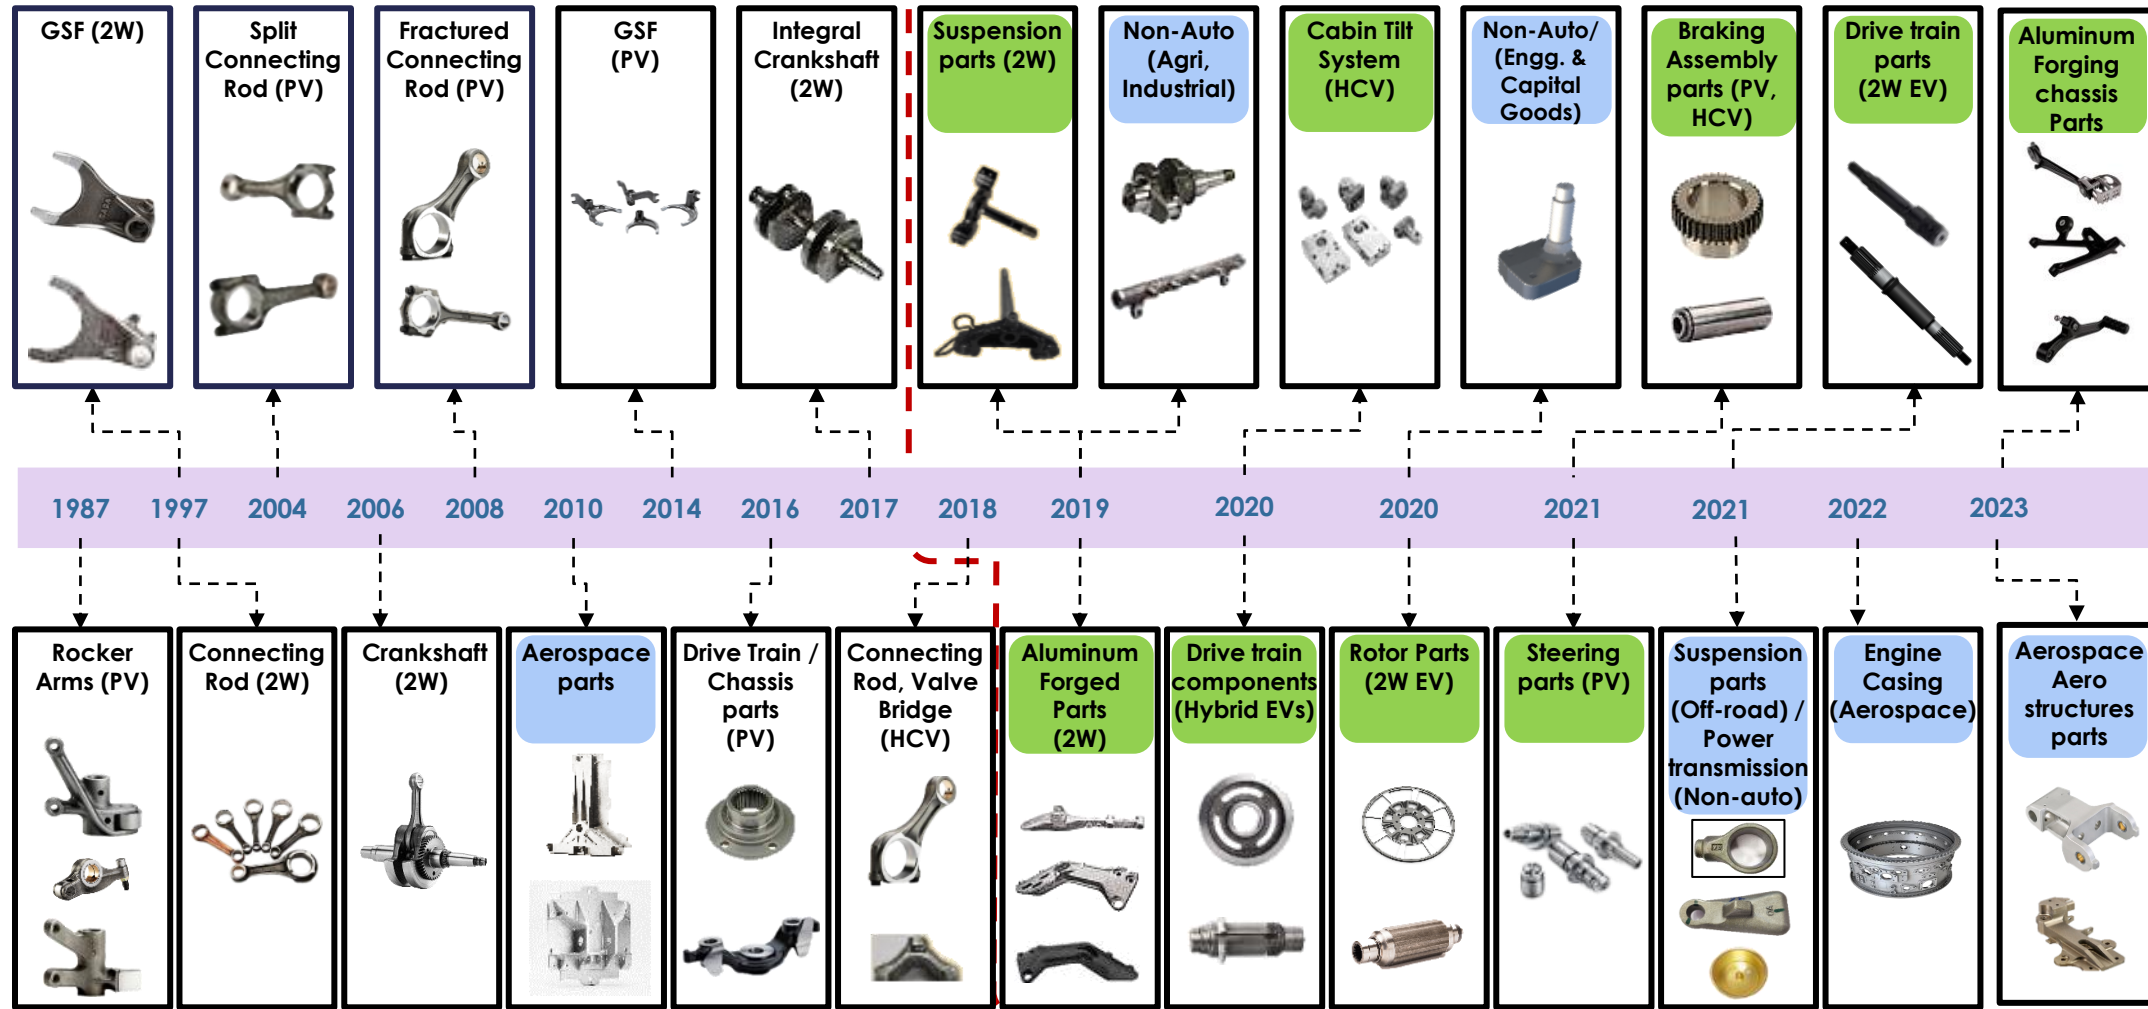 GSF (2W)
Split
Connecting
Rod (PV)
Fractured
Connecting
Rod (PV)
GSF
(PV)
Integral
Crankshaft
(2W)
Suspension
parts (2W)
Non-Auto
(Agri,
Industrial)
Cabin Tilt
System
(HCV)
Non-Auto/
(Engg. &
Capital
Goods)
Braking
Assembly
parts (PV,
HCV)
Drive train
parts
(2W EV)
Aluminum
Forging
chassis
Parts
1987 1997 2004 2006 2008 2010 2014 2016 2017 2018 2019 2020 2020 2021 2021 2022 2023
Rocker
Arms (PV)
Connecting
Rod (2W)
Crankshaft
(2W)
Aerospace
parts
Drive Train /
Chassis
parts
(PV)
Connecting
Rod, Valve
Bridge
(HCV)
Aluminum
Forged
Parts
(2W)
Drive train
components
(Hybrid EVs)
Rotor Parts
(2W EV)
Steering
parts (PV)
Suspension
parts
(Off-road) /
Power
transmission
(Non-auto)
Engine
Casing
(Aerospace)
Aerospace
Aero
structures
parts